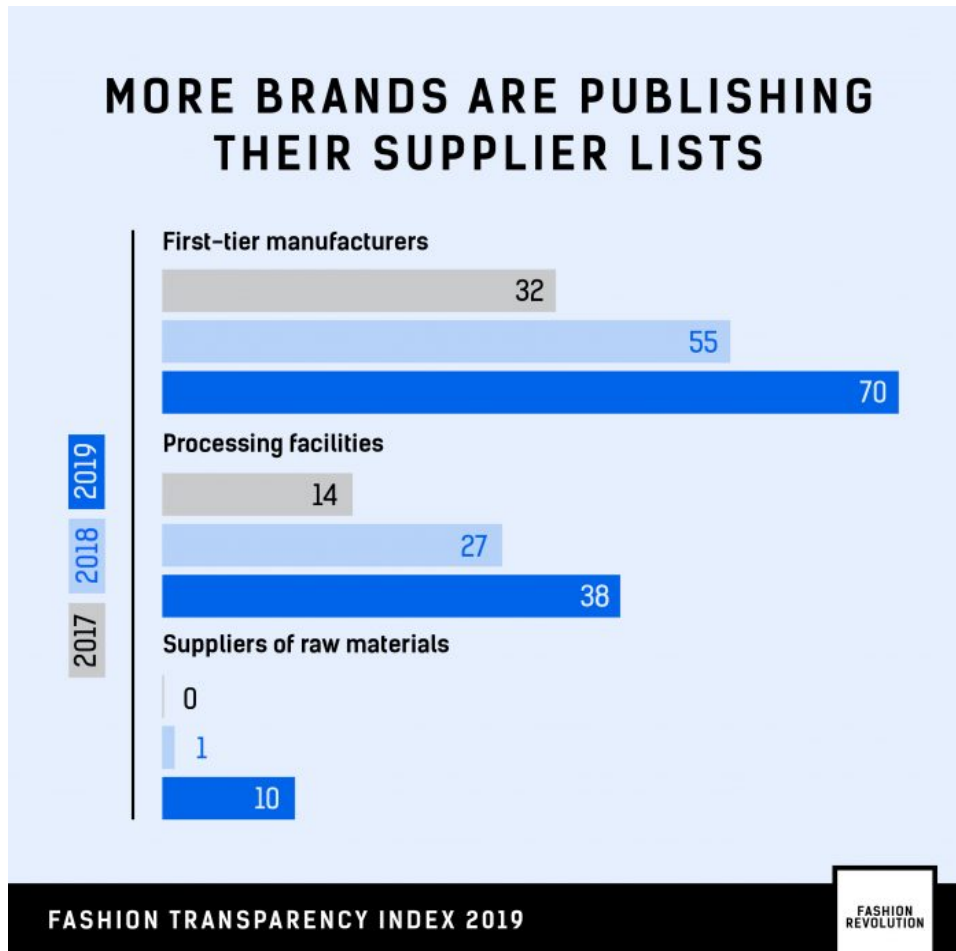 MORE BRANDS ARE PUBLISHING
THEIR SUPPLIER LISTS
First-tier manufacturers
32
55
70
Processing facilities
14
27
38
Suppliers of raw materials
0
1
10
2019
2018
2017
FASHION TRANSPARENCY INDEX 2019
FASHION
REVOLUTION